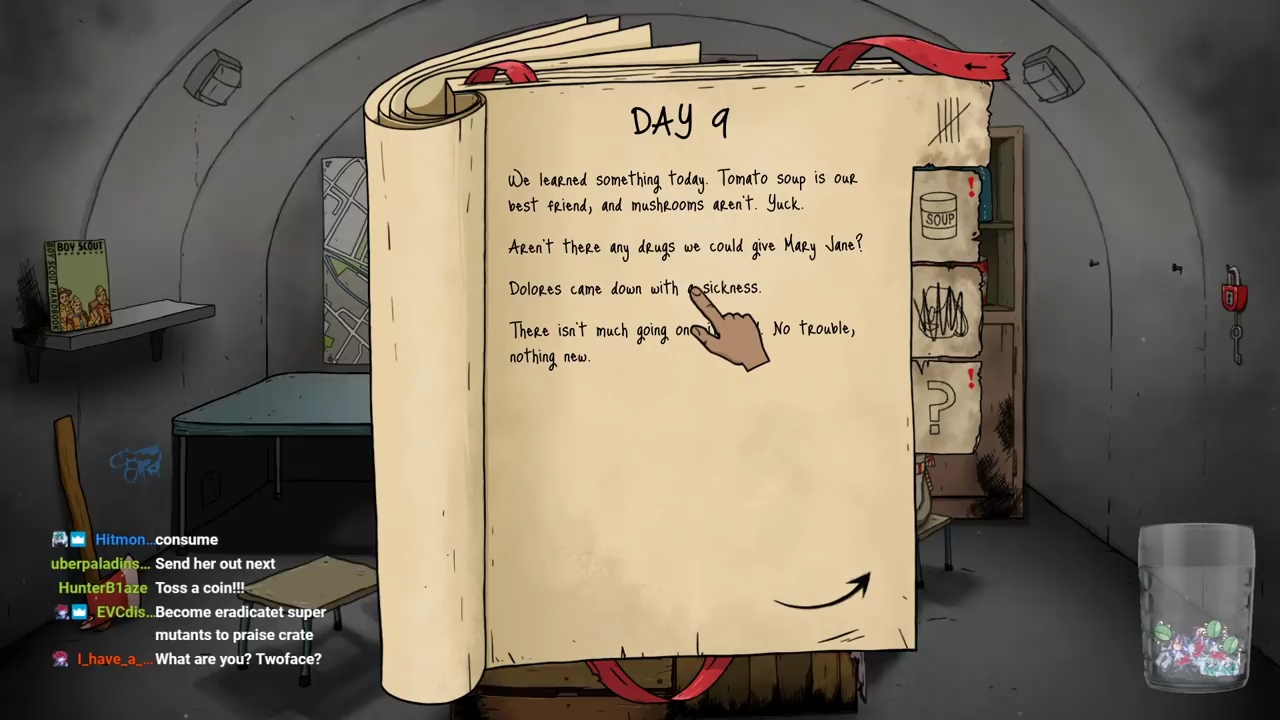 DAY 9
We learned something today. Tomato soup is our
best friend, and mushrooms aren't. Yuck.
Aren't there any drugs we could give Mary Jane?
Dolores came down with a sickness.
There isn't much going on No trouble,
nothing new.
SOUP
!
?
!
BOY SCOUT
BOY SCOUT HANDBOOK
Hitmon... consume
uberpaladins... Send her out next
HunterB1aze Toss a coin!!!
EVCdis... Become eradicatet super
mutants to praise crate
I_have_a_... What are you? Twoface?